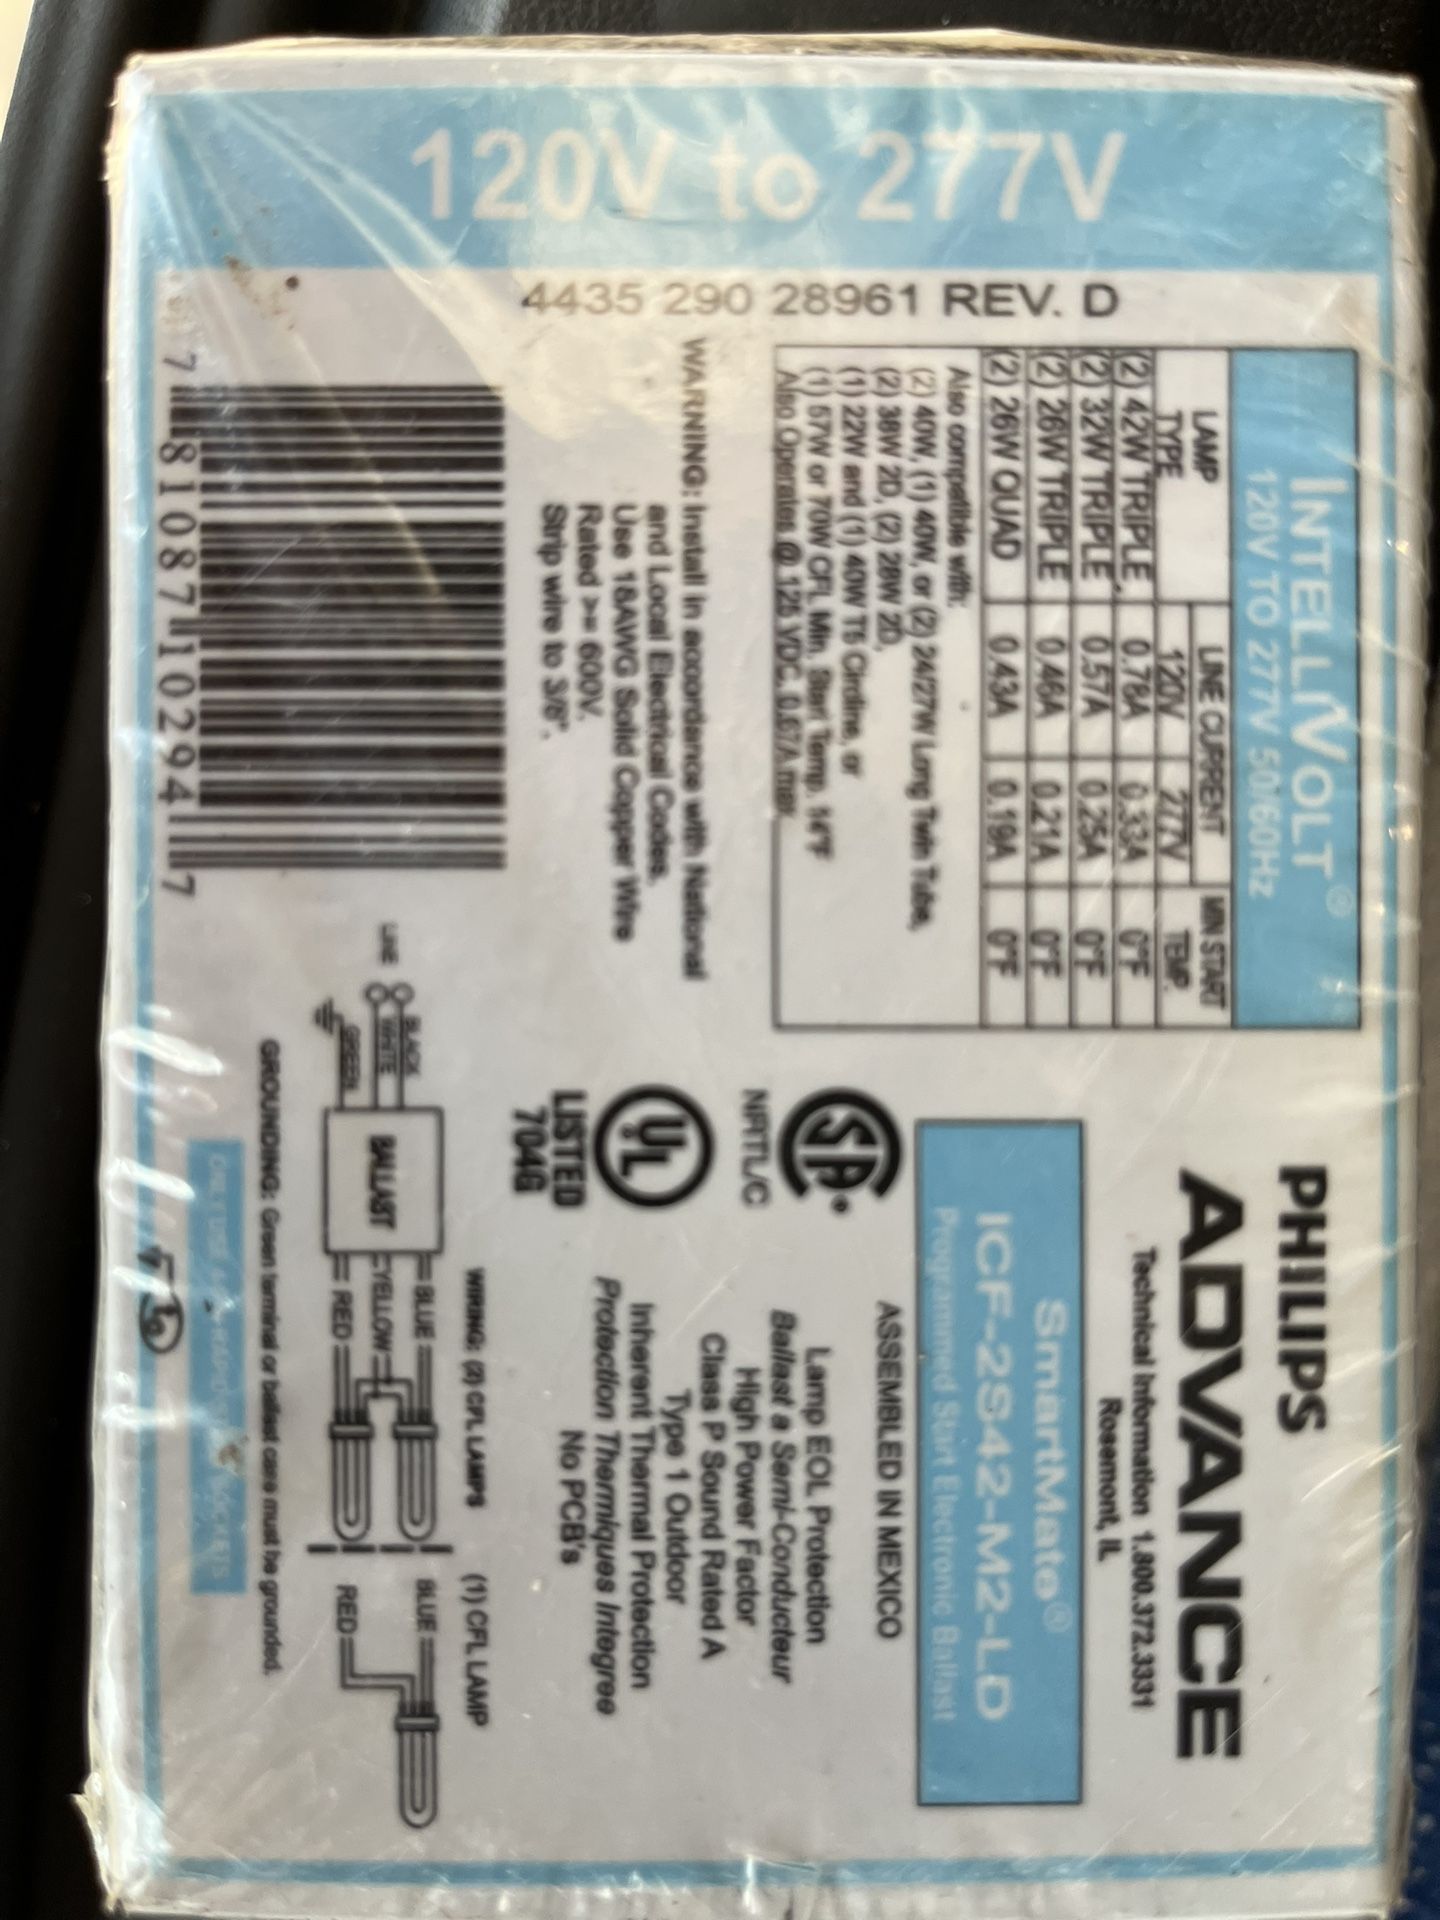 120V to 277V
4435 290 28961 REV. D
INTELLIVOLT®
120V TO 277V 50/60Hz
LAMP TYPE LINE CURRENT MIN START TEMP.
120V 277V
(2) 42W TRIPLE 0.78A 0.33A 0°F
(2) 32W TRIPLE 0.57A 0.25A 0°F
(2) 26W TRIPLE 0.46A 0.21A 0°F
(2) 26W QUAD 0.43A 0.19A 0°F
Also compatible with:
(2) 40W, (1) 40W, or (2) 24/27W Long Twin Tube,
(2) 38W 2D, (2) 28W 2D,
(1) 22W and (1) 40W T5 Circline, or
(1) 57W or 70W CFL Min. Start Temp. 14°F
Also Operates @ 125 VDC, 0.67A max.
WARNING: Install in accordance with National
and Local Electrical Codes.
Use 18AWG Solid Copper Wire
Rated >= 600V.
Strip wire to 3/8".
7 81087 10294 7
PHILIPS
ADVANCE
Technical Information 1.800.372.3331
Rosemont, IL
SmartMate®
ICF-2S42-M2-LD
Programmed Start Electronic Ballast
ASSEMBLED IN MEXICO
SA®
NRTL/C
UL
LISTED
704G
Lamp EOL Protection
Ballast a Semi-Conducteur
High Power Factor
Class P Sound Rated A
Type 1 Outdoor
Inherent Thermal Protection
Protection Thermiques Integree
No PCB's
WIRING: (2) CFL LAMPS
(1) CFL LAMP
LINE
BLACK
WHITE
GREEN
BALLAST
BLUE
YELLOW
RED
BLUE
RED
GROUNDING: Green terminal or ballast case must be grounded.
ONLY USE RAPID SOCKETS